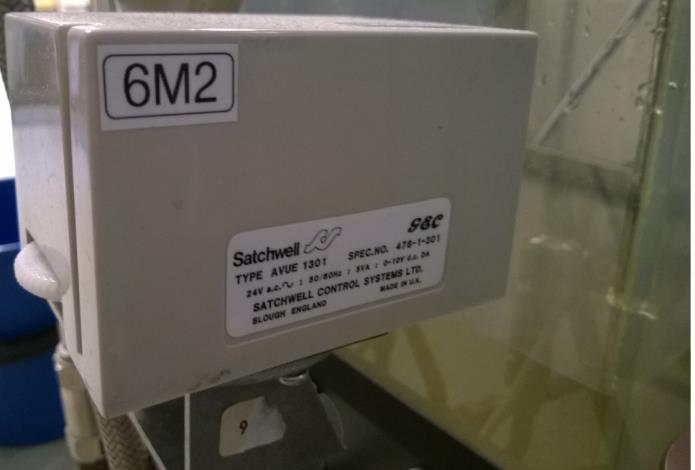 6M2
Satchwell GEC
TYPE AVUE 1301 SPEC.NO. 478-1-301
24V a.c.∿ : 50/60Hz : 5VA : 0-10V d.c. DA
SATCHWELL CONTROL SYSTEMS LTD.
SLOUGH ENGLAND MADE IN U.K.
9